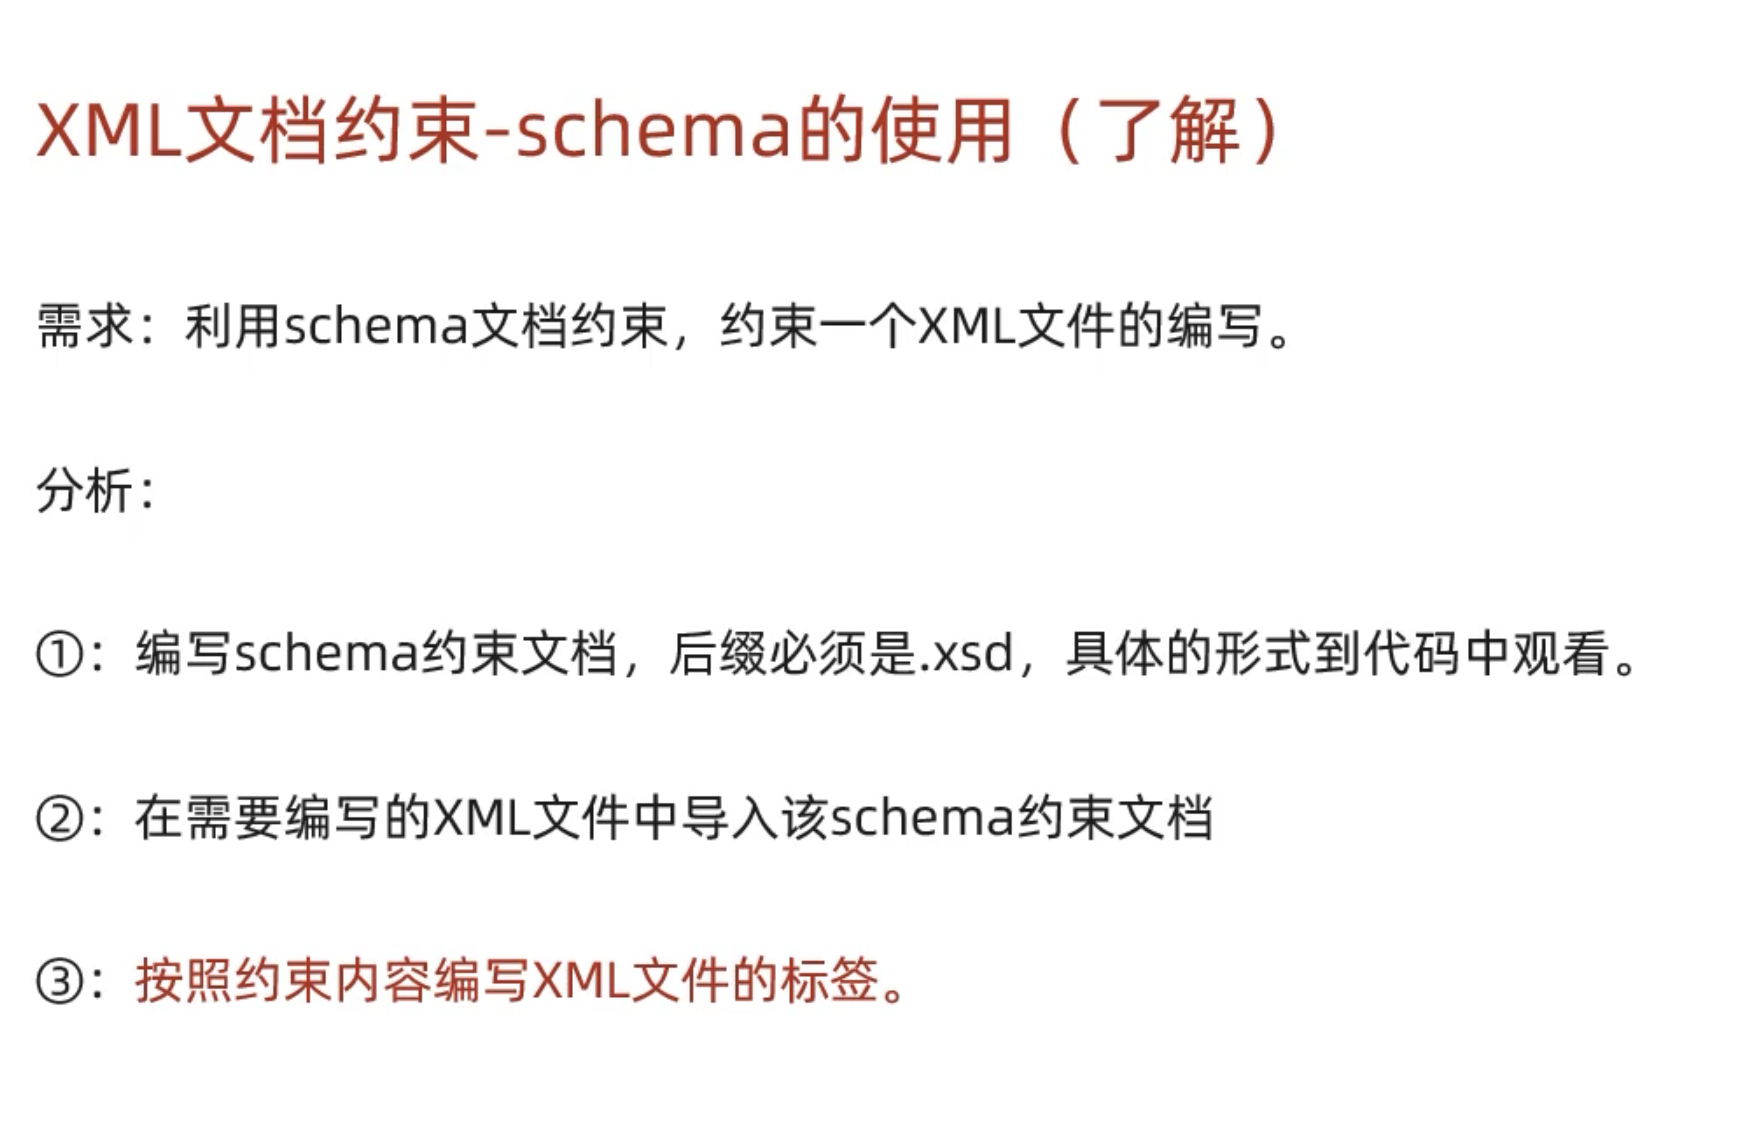 XML文档约束-schema的使用（了解）
需求：利用schema文档约束，约束一个XML文件的编写。
分析：
①：编写schema约束文档，后缀必须是.xsd，具体的形式到代码中观看。
②：在需要编写的XML文件中导入该schema约束文档
③：按照约束内容编写XML文件的标签。